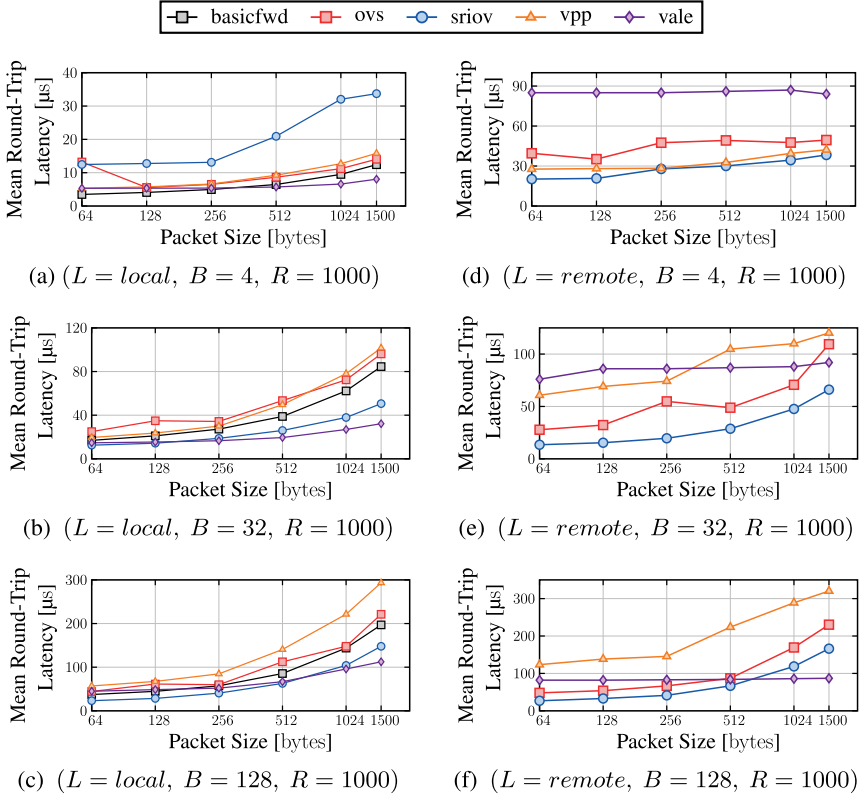 basicfwd ovs sriov vpp vale
40
30
20
10
0
64 128 256 512 1024 1500
Mean Round-Trip
Latency [µs]
Packet Size [bytes]
(a) (L = local, B = 4, R = 1000)
90
60
30
0
64 128 256 512 1024 1500
Mean Round-Trip
Latency [µs]
Packet Size [bytes]
(d) (L = remote, B = 4, R = 1000)
120
80
40
0
64 128 256 512 1024 1500
Mean Round-Trip
Latency [µs]
Packet Size [bytes]
(b) (L = local, B = 32, R = 1000)
100
50
0
64 128 256 512 1024 1500
Mean Round-Trip
Latency [µs]
Packet Size [bytes]
(e) (L = remote, B = 32, R = 1000)
300
200
100
0
64 128 256 512 1024 1500
Mean Round-Trip
Latency [µs]
Packet Size [bytes]
(c) (L = local, B = 128, R = 1000)
300
200
100
0
64 128 256 512 1024 1500
Mean Round-Trip
Latency [µs]
Packet Size [bytes]
(f) (L = remote, B = 128, R = 1000)